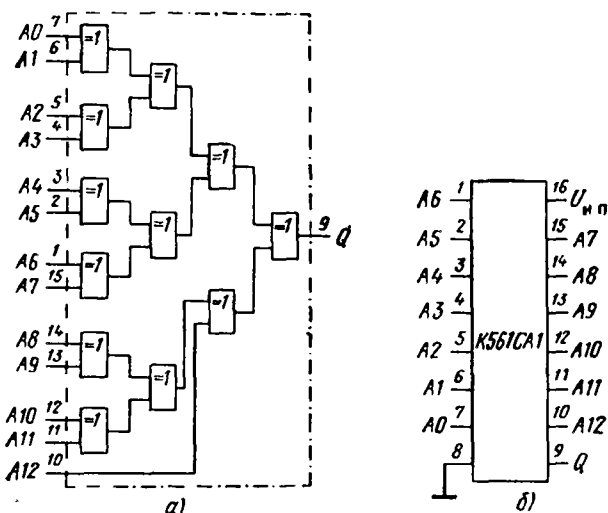 A0 7
=1
A1 6
=1
A2 5
=1
A3 4
=1
A4 3
=1
A5 2
=1
A6 1
=1
A7 15
=1
9 Q
=1
A8 14
=1
A9 13
=1
A10 12
=1
A11 11
A12 10
а)
A6 1
A5 2
A4 3
A3 4
A2 5
A1 6
A0 7
8
К561СА1
16 Uи п
15 A7
14 A8
13 A9
12 A10
11 A11
10 A12
9 Q
б)